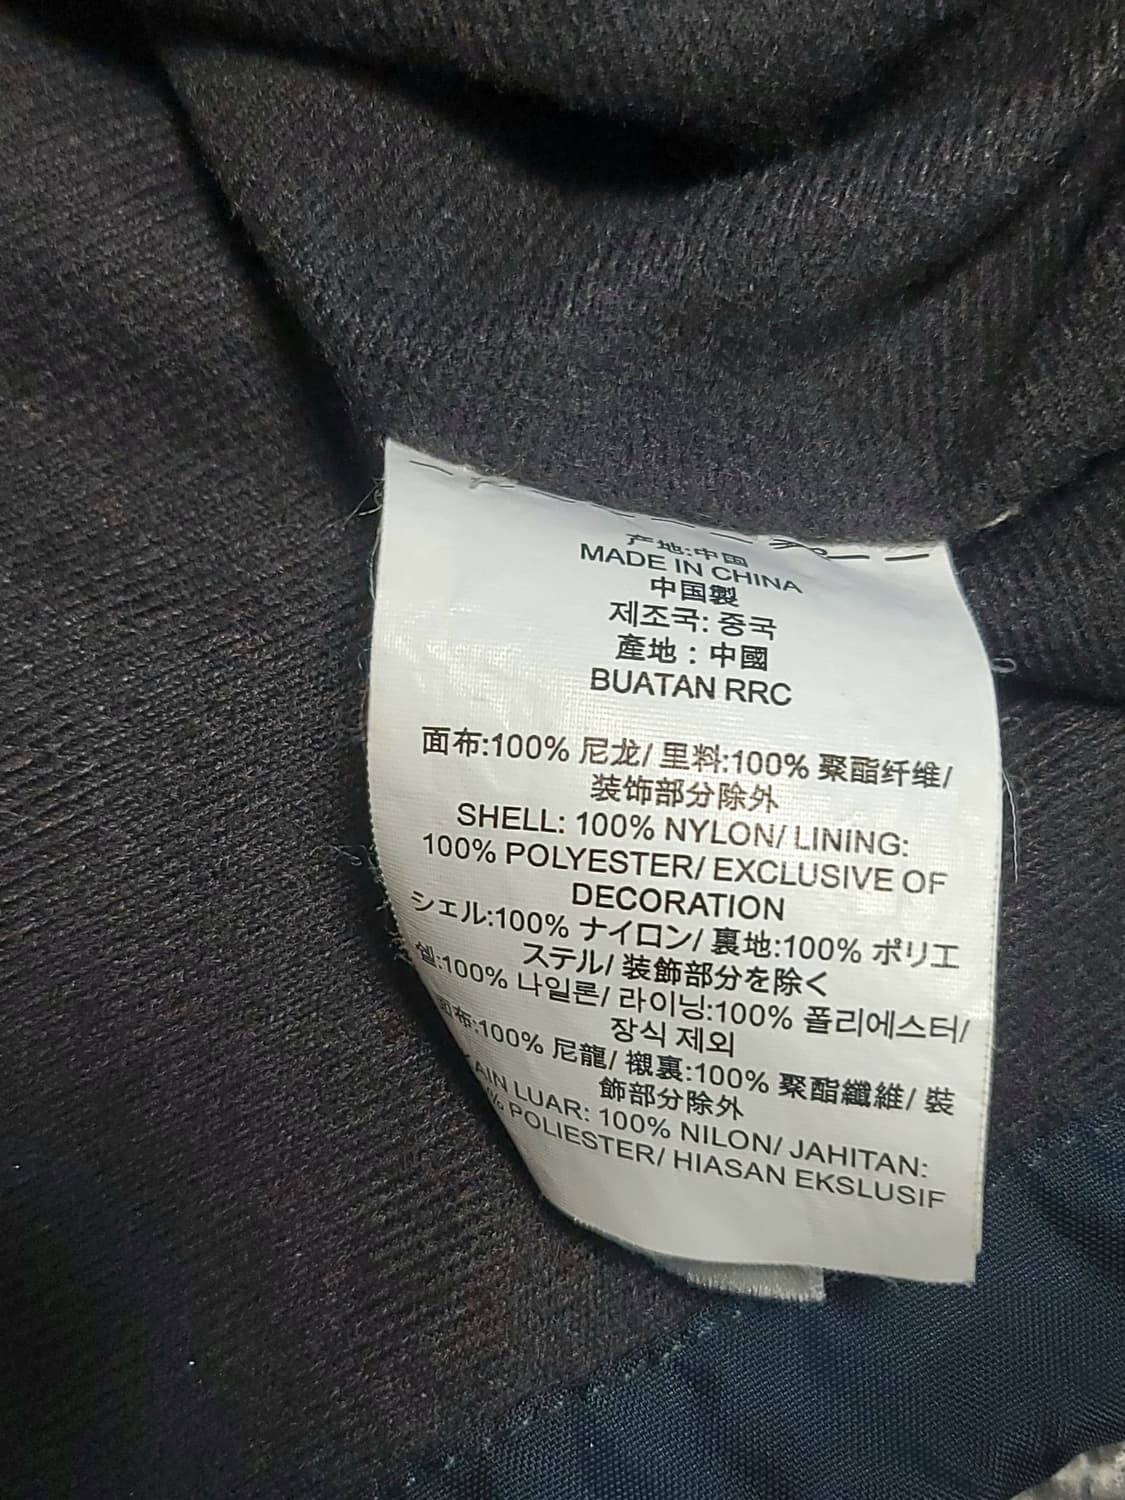 产地:中国
MADE IN CHINA
中国製
제조국: 중국
產地：中國
BUATAN RRC
面布:100% 尼龙/ 里料:100% 聚酯纤维/
装饰部分除外
SHELL: 100% NYLON/ LINING:
100% POLYESTER/ EXCLUSIVE OF
DECORATION
シェル:100% ナイロン/ 裏地:100% ポリエ
ステル/ 装飾部分を除く
쉘:100% 나일론/ 라이닝:100% 폴리에스터/
장식 제외
面布:100% 尼龍/ 襯裏:100% 聚酯纖維/ 裝
飾部分除外
LUAR: 100% NILON/ JAHITAN:
POLIESTER/ HIASAN EKSLUSIF